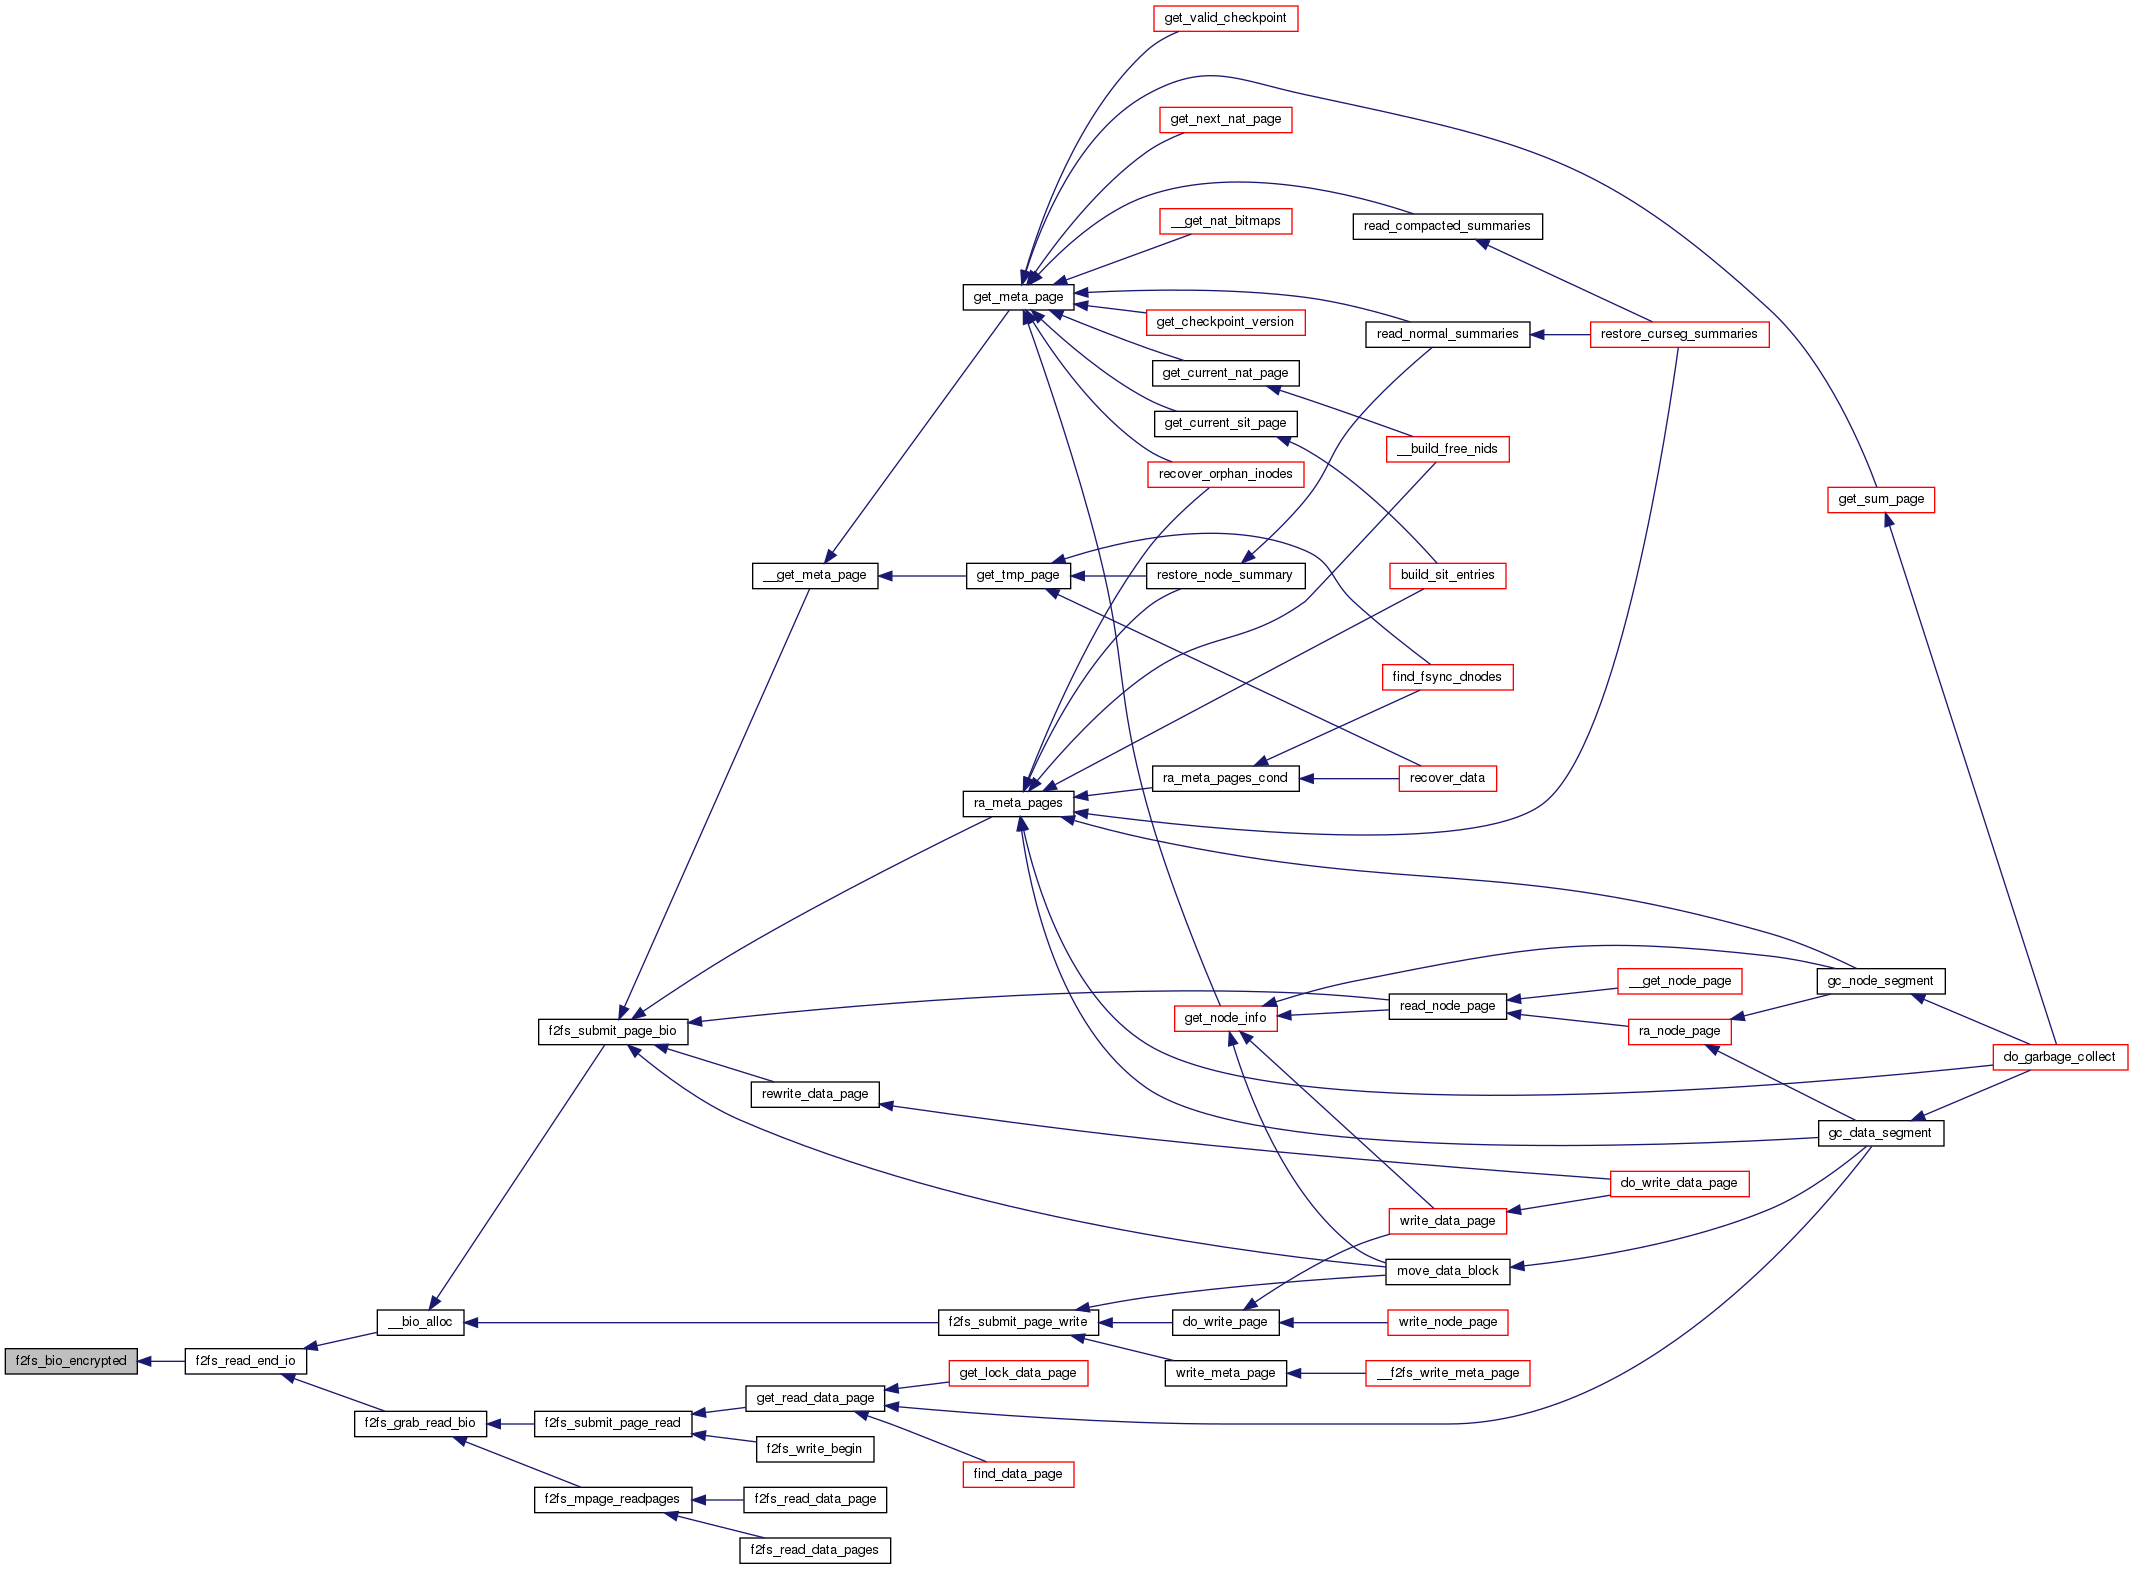 get_valid_checkpoint
get_next_nat_page
__get_nat_bitmaps
read_compacted_summaries
get_meta_page
get_checkpoint_version
read_normal_summaries
restore_curseg_summaries
get_current_nat_page
get_current_sit_page
__build_free_nids
recover_orphan_inodes
get_sum_page
__get_meta_page
get_tmp_page
restore_node_summary
build_sit_entries
find_fsync_dnodes
ra_meta_pages_cond
recover_data
ra_meta_pages
gc_node_segment
__get_node_page
read_node_page
get_node_info
f2fs_submit_page_bio
ra_node_page
do_garbage_collect
rewrite_data_page
gc_data_segment
do_write_data_page
write_data_page
move_data_block
__bio_alloc
f2fs_submit_page_write
do_write_page
write_node_page
f2fs_bio_encrypted
f2fs_read_end_io
get_lock_data_page
write_meta_page
__f2fs_write_meta_page
get_read_data_page
f2fs_grab_read_bio
f2fs_submit_page_read
f2fs_write_begin
find_data_page
f2fs_mpage_readpages
f2fs_read_data_page
f2fs_read_data_pages